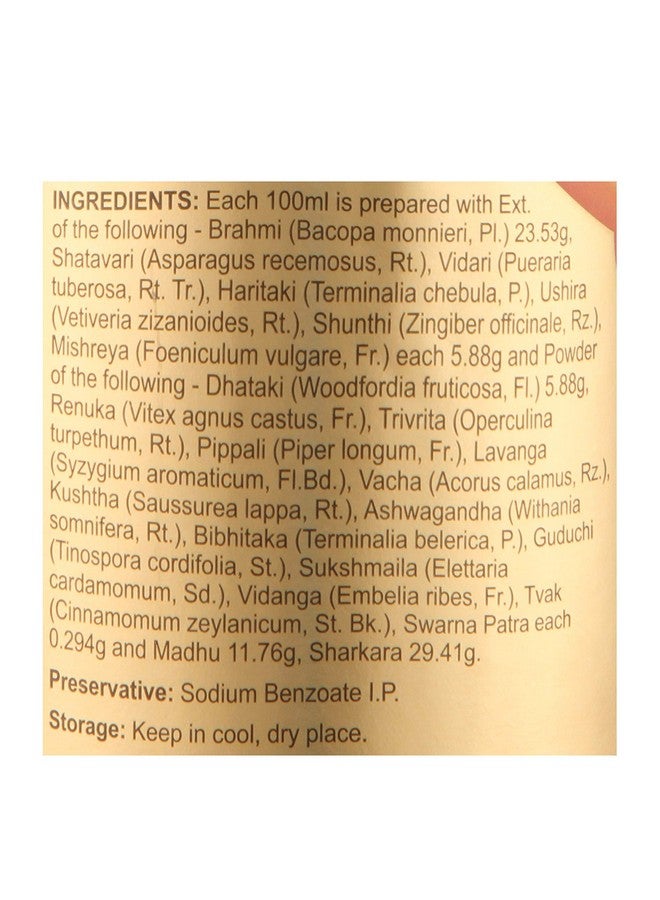 INGREDIENTS: Each 100ml is prepared with Ext.
of the following - Brahmi (Bacopa monnieri, Pl.) 23.53g,
Shatavari (Asparagus recemosus, Rt.), Vidari (Pueraria
tuberosa, Rt. Tr.), Haritaki (Terminalia chebula, P.), Ushira
(Vetiveria zizanioides, Rt.), Shunthi (Zingiber officinale, Rz.),
Mishreya (Foeniculum vulgare, Fr.) each 5.88g and Powder
of the following - Dhataki (Woodfordia fruticosa, Fl.) 5.88g,
Renuka (Vitex agnus castus, Fr.), Trivrita (Operculina
turpethum, Rt.), Pippali (Piper longum, Fr.), Lavanga
(Syzygium aromaticum, Fl.Bd.), Vacha (Acorus calamus, Rz.),
Kushtha (Saussurea lappa, Rt.), Ashwagandha (Withania
somnifera, Rt.), Bibhitaka (Terminalia belerica, P.), Guduchi
(Tinospora cordifolia, St.), Sukshmaila (Elettaria
cardamomum, Sd.), Vidanga (Embelia ribes, Fr.), Tvak
(Cinnamomum zeylanicum, St. Bk.), Swarna Patra each
0.294g and Madhu 11.76g, Sharkara 29.41g.
Preservative: Sodium Benzoate I.P.
Storage: Keep in cool, dry place.